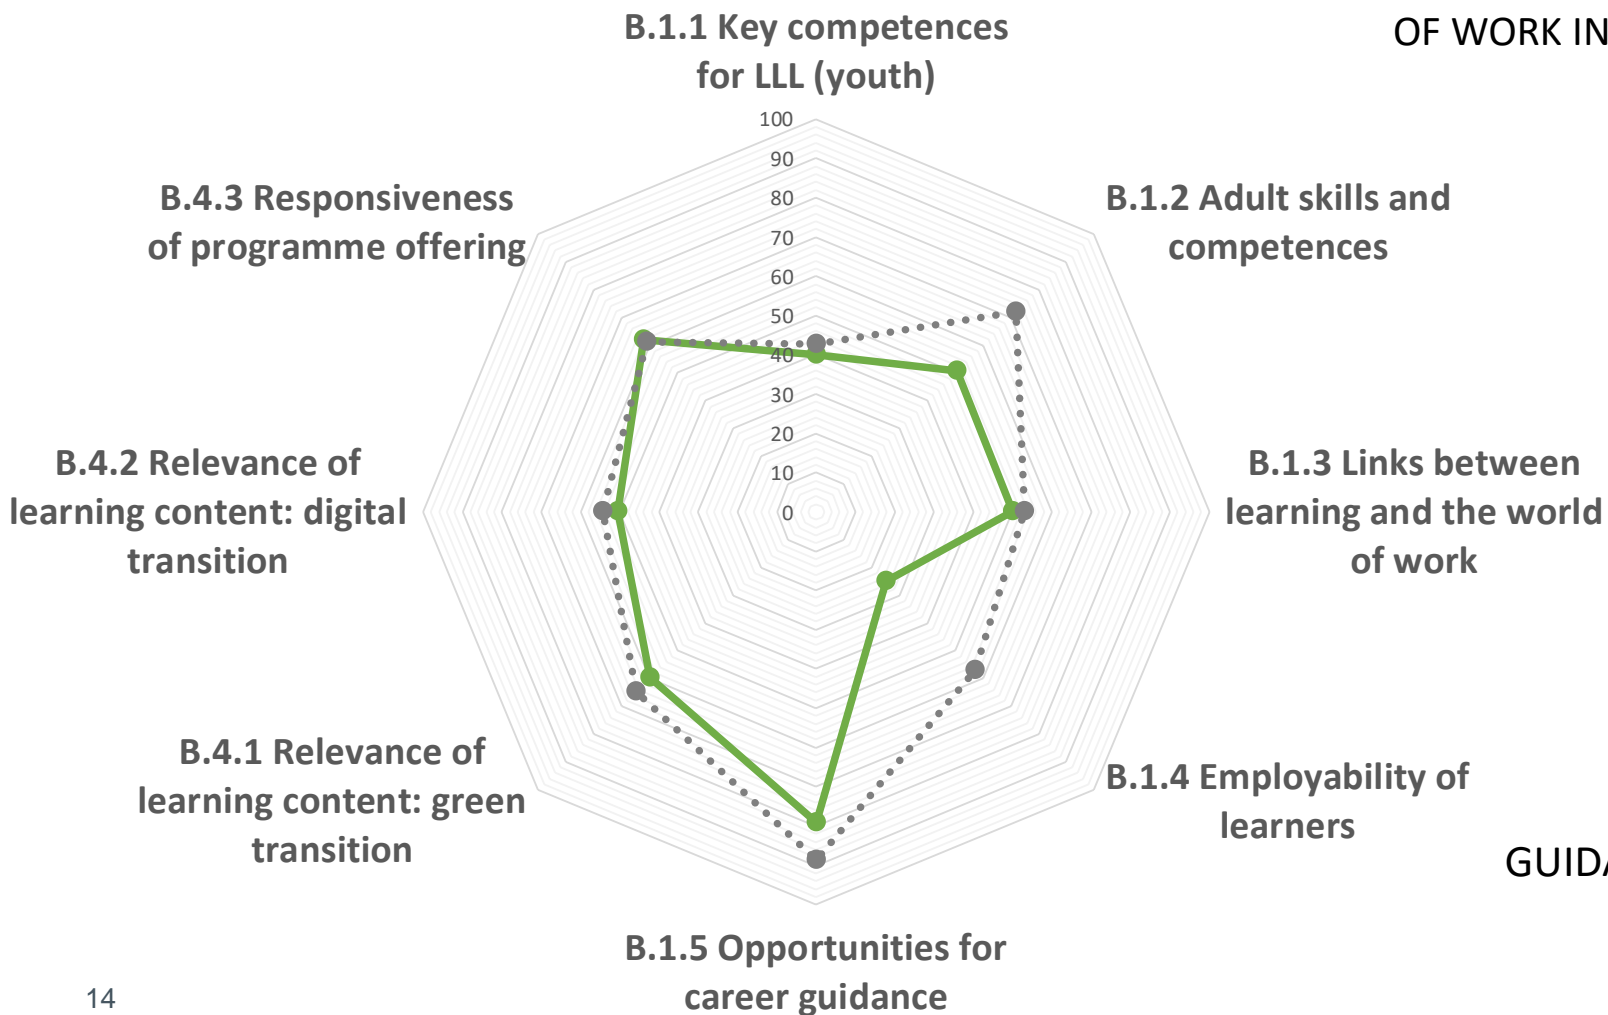 B.1.1 Key competences
for LLL (youth)
OF WORK IN
100
90
80
70
60
50
40
30
20
10
0
B.4.3 Responsiveness
of programme offering
B.1.2 Adult skills and
competences
B.4.2 Relevance of
learning content: digital
transition
B.1.3 Links between
learning and the world
of work
B.4.1 Relevance of
learning content: green
transition
B.1.4 Employability of
learners
GUIDA
B.1.5 Opportunities for
career guidance
14